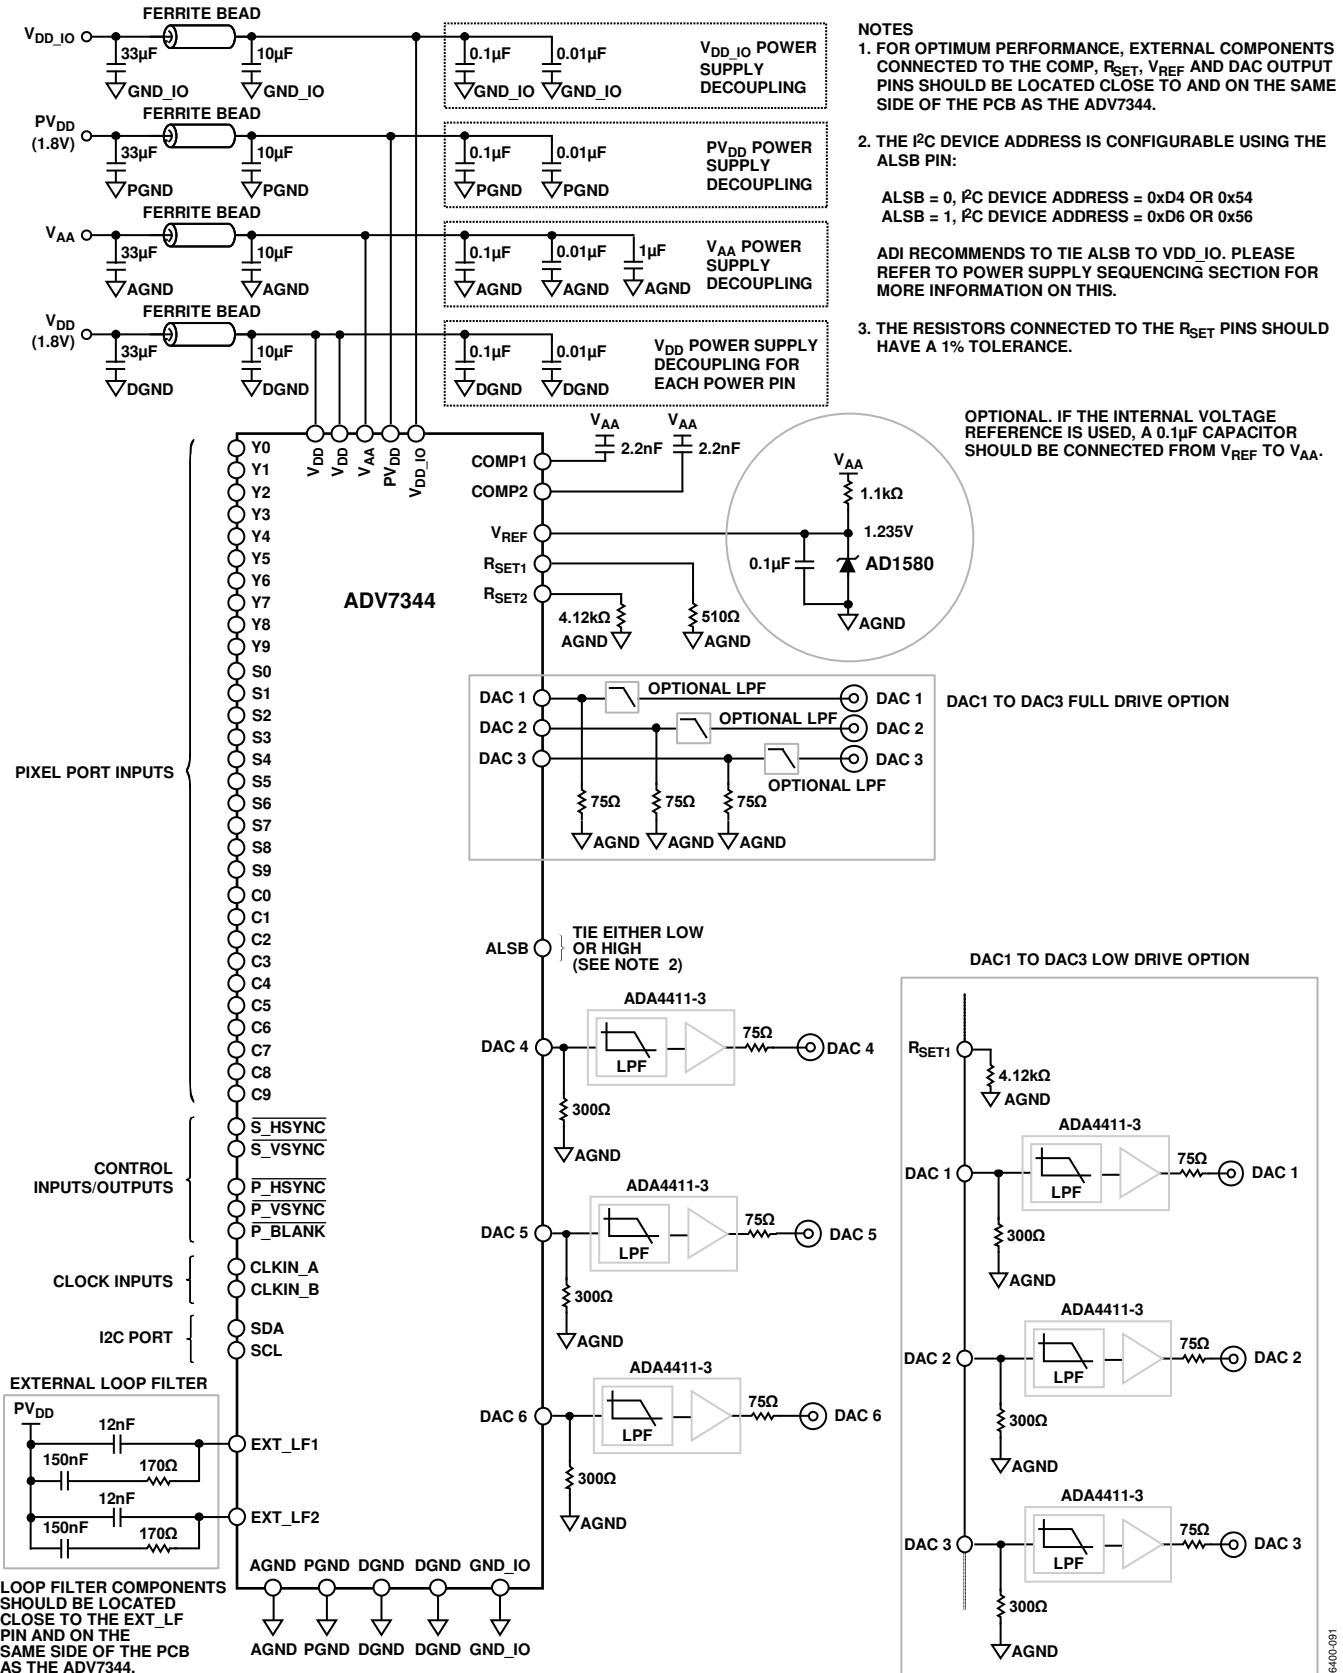 FERRITE BEAD
VDD_IO
33µF
10µF
0.1µF
0.01µF
GND_IO
GND_IO
GND_IO
GND_IO
VDD_IO POWER
SUPPLY
DECOUPLING
FERRITE BEAD
PVDD
(1.8V)
33µF
10µF
0.1µF
0.01µF
PGND
PGND
PGND
PGND
PVDD POWER
SUPPLY
DECOUPLING
FERRITE BEAD
VAA
33µF
10µF
0.1µF
0.01µF
1µF
AGND
AGND
AGND
AGND
AGND
VAA POWER
SUPPLY
DECOUPLING
FERRITE BEAD
VDD
(1.8V)
33µF
10µF
0.1µF
0.01µF
DGND
DGND
DGND
DGND
VDD POWER SUPPLY
DECOUPLING FOR
EACH POWER PIN
NOTES
1. FOR OPTIMUM PERFORMANCE, EXTERNAL COMPONENTS
CONNECTED TO THE COMP, RSET, VREF AND DAC OUTPUT
PINS SHOULD BE LOCATED CLOSE TO AND ON THE SAME
SIDE OF THE PCB AS THE ADV7344.
2. THE I2C DEVICE ADDRESS IS CONFIGURABLE USING THE
ALSB PIN:
ALSB = 0, I2C DEVICE ADDRESS = 0xD4 OR 0x54
ALSB = 1, I2C DEVICE ADDRESS = 0xD6 OR 0x56
ADI RECOMMENDS TO TIE ALSB TO VDD_IO. PLEASE
REFER TO POWER SUPPLY SEQUENCING SECTION FOR
MORE INFORMATION ON THIS.
3. THE RESISTORS CONNECTED TO THE RSET PINS SHOULD
HAVE A 1% TOLERANCE.
OPTIONAL. IF THE INTERNAL VOLTAGE
REFERENCE IS USED, A 0.1µF CAPACITOR
SHOULD BE CONNECTED FROM VREF TO VAA.
VDD
VDD
VAA
PVDD
VDD_IO
ADV7344
PIXEL PORT INPUTS
Y0
Y1
Y2
Y3
Y4
Y5
Y6
Y7
Y8
Y9
S0
S1
S2
S3
S4
S5
S6
S7
S8
S9
C0
C1
C2
C3
C4
C5
C6
C7
C8
C9
CONTROL
INPUTS/OUTPUTS
S_HSYNC
S_VSYNC
P_HSYNC
P_VSYNC
P_BLANK
CLOCK INPUTS
CLKIN_A
CLKIN_B
I2C PORT
SDA
SCL
EXTERNAL LOOP FILTER
PVDD
12nF
150nF
170Ω
12nF
150nF
170Ω
EXT_LF1
EXT_LF2
LOOP FILTER COMPONENTS
SHOULD BE LOCATED
CLOSE TO THE EXT_LF
PIN AND ON THE
SAME SIDE OF THE PCB
AS THE ADV7344.
AGND PGND DGND DGND GND_IO
AGND PGND DGND DGND GND_IO
VAA
VAA
2.2nF
2.2nF
COMP1
COMP2
VREF
RSET1
RSET2
4.12kΩ
AGND
510Ω
AGND
VAA
1.1kΩ
1.235V
0.1µF
AD1580
AGND
DAC 1
OPTIONAL LPF
DAC 1
DAC 2
OPTIONAL LPF
DAC 2
DAC 3
DAC 3
OPTIONAL LPF
75Ω
75Ω
75Ω
AGND
AGND
AGND
DAC1 TO DAC3 FULL DRIVE OPTION
ALSB
TIE EITHER LOW
OR HIGH
(SEE NOTE 2)
ADA4411-3
DAC 4
LPF
75Ω
DAC 4
300Ω
AGND
ADA4411-3
DAC 5
LPF
75Ω
DAC 5
300Ω
AGND
ADA4411-3
DAC 6
LPF
75Ω
DAC 6
300Ω
AGND
DAC1 TO DAC3 LOW DRIVE OPTION
RSET1
4.12kΩ
AGND
ADA4411-3
DAC 1
LPF
75Ω
DAC 1
300Ω
AGND
ADA4411-3
DAC 2
LPF
75Ω
DAC 2
300Ω
AGND
ADA4411-3
DAC 3
LPF
75Ω
DAC 3
300Ω
AGND
6400-091